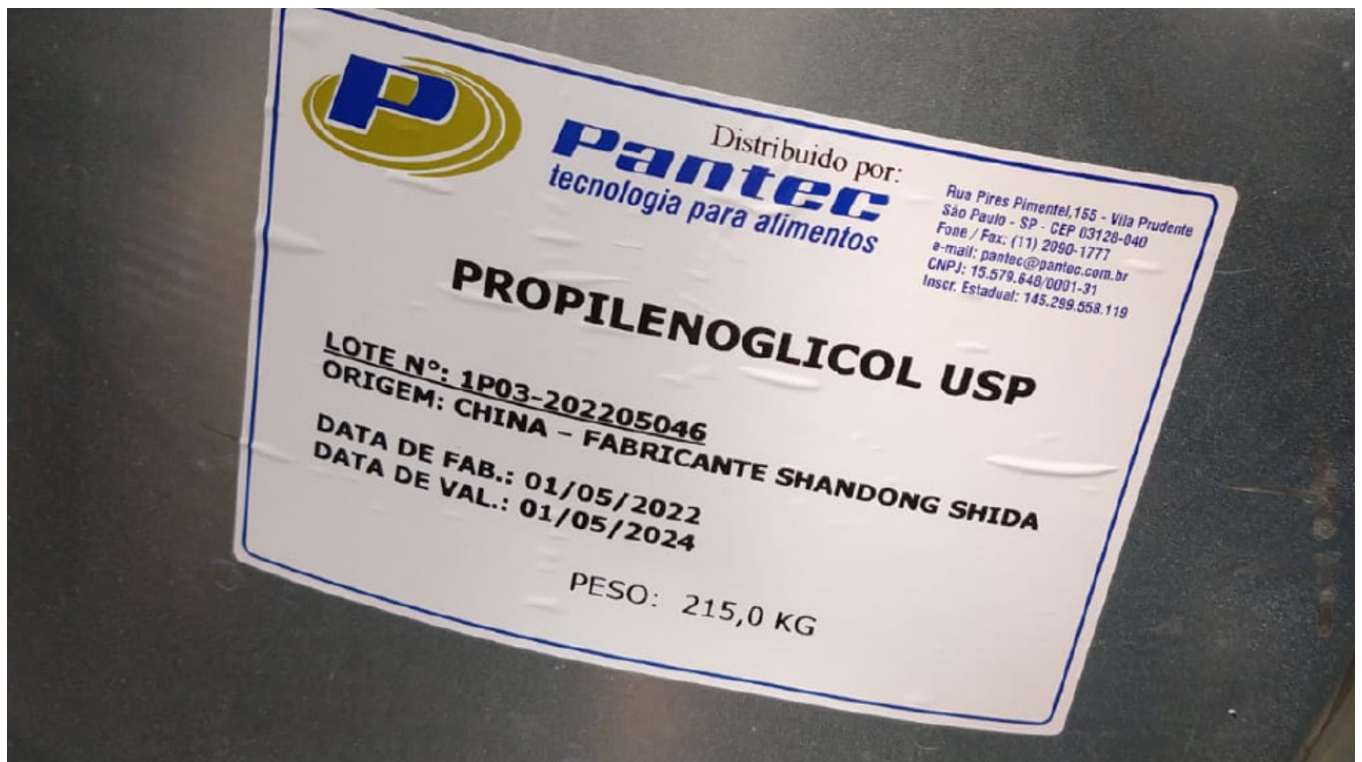 P
Distribuido por:
Pantec
tecnologia para alimentos
Rua Pires Pimentel,155 - Vila Prudente
São Paulo - SP - CEP 03128-040
Fone / Fax: (11) 2090-1777
e-mail: pantec@pantec.com.br
CNPJ: 15.579.648/0001-31
Inscr. Estadual: 145.299.558.119
PROPILENOGLICOL USP
LOTE Nº: 1P03-202205046
ORIGEM: CHINA – FABRICANTE SHANDONG SHIDA
DATA DE FAB.: 01/05/2022
DATA DE VAL.: 01/05/2024
PESO: 215,0 KG